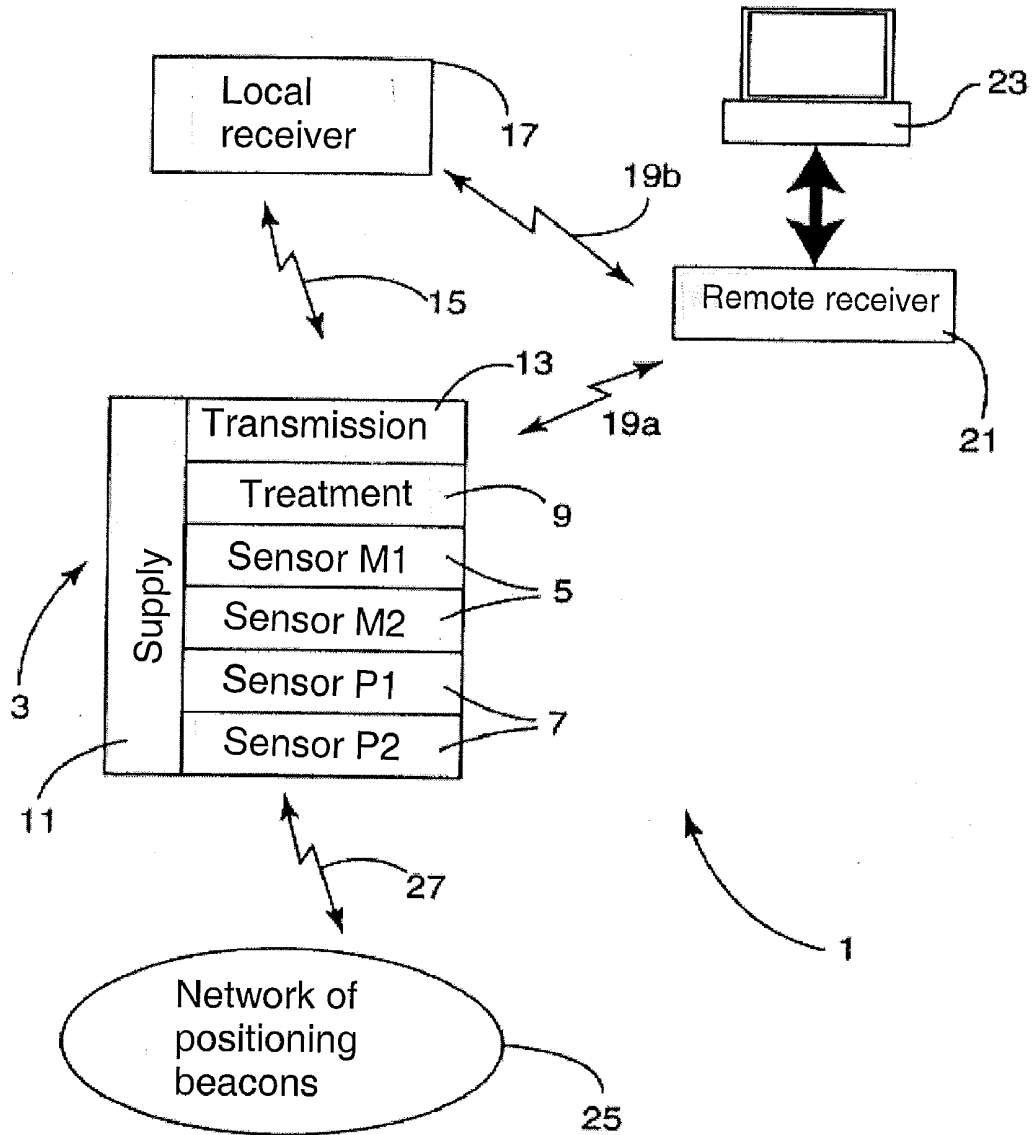 Local
receiver
17
23
19b
15
Remote receiver
21
13
19a
Transmission
Treatment
9
Sensor M1
5
Sensor M2
Supply
Sensor P1
3
7
Sensor P2
11
27
1
Network of
positioning
beacons
25